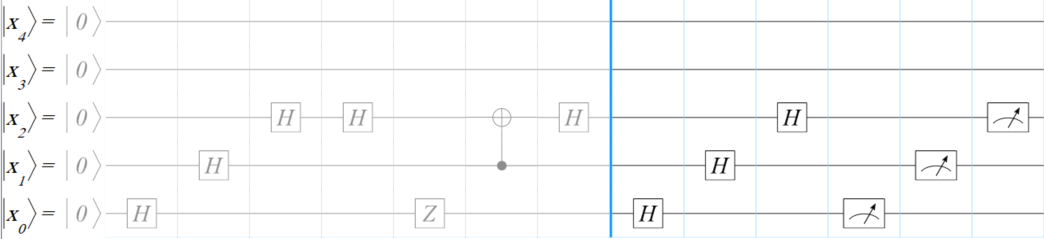 |x₄⟩= |0⟩
|x₃⟩= |0⟩
|x₂⟩= |0⟩ H H H H
|x₁⟩= |0⟩ H H
|x₀⟩= |0⟩ H Z H